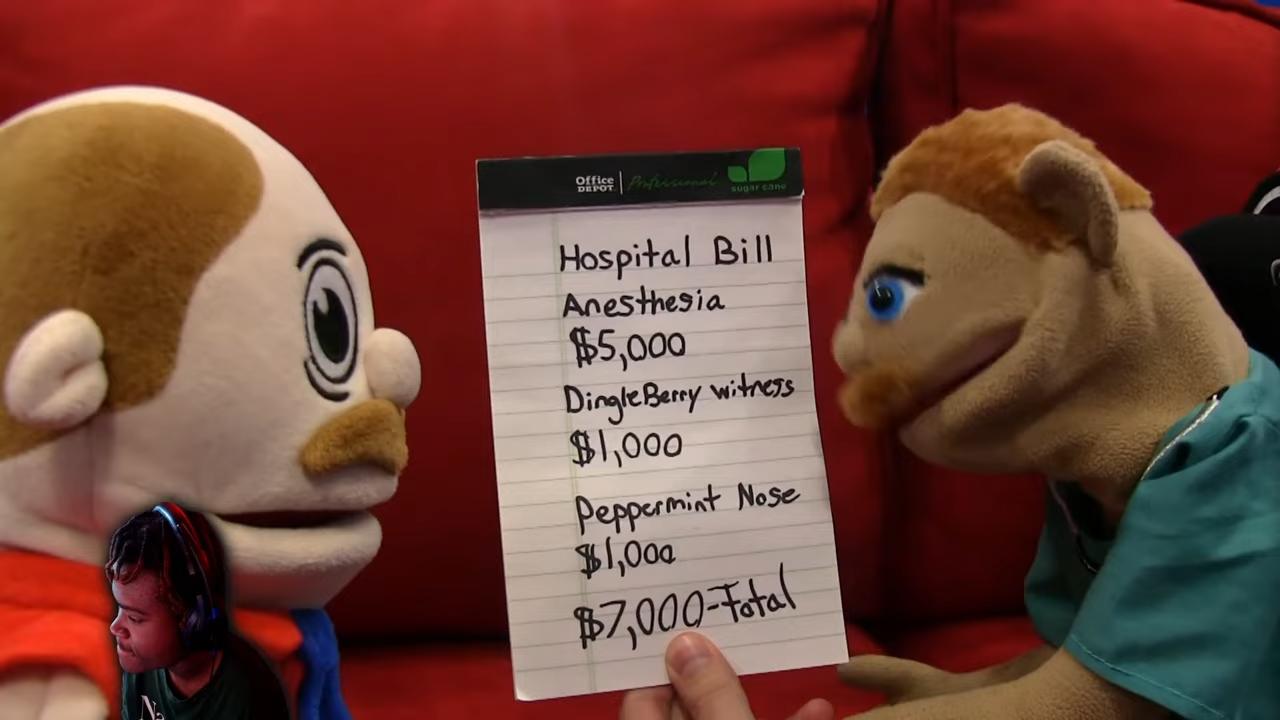 Office DEPOT | Professional sugar cane
Hospital Bill
Anesthesia
$5,000
DingleBerry witness
$1,000
Peppermint Nose
$1,000
$7,000-Total
Na